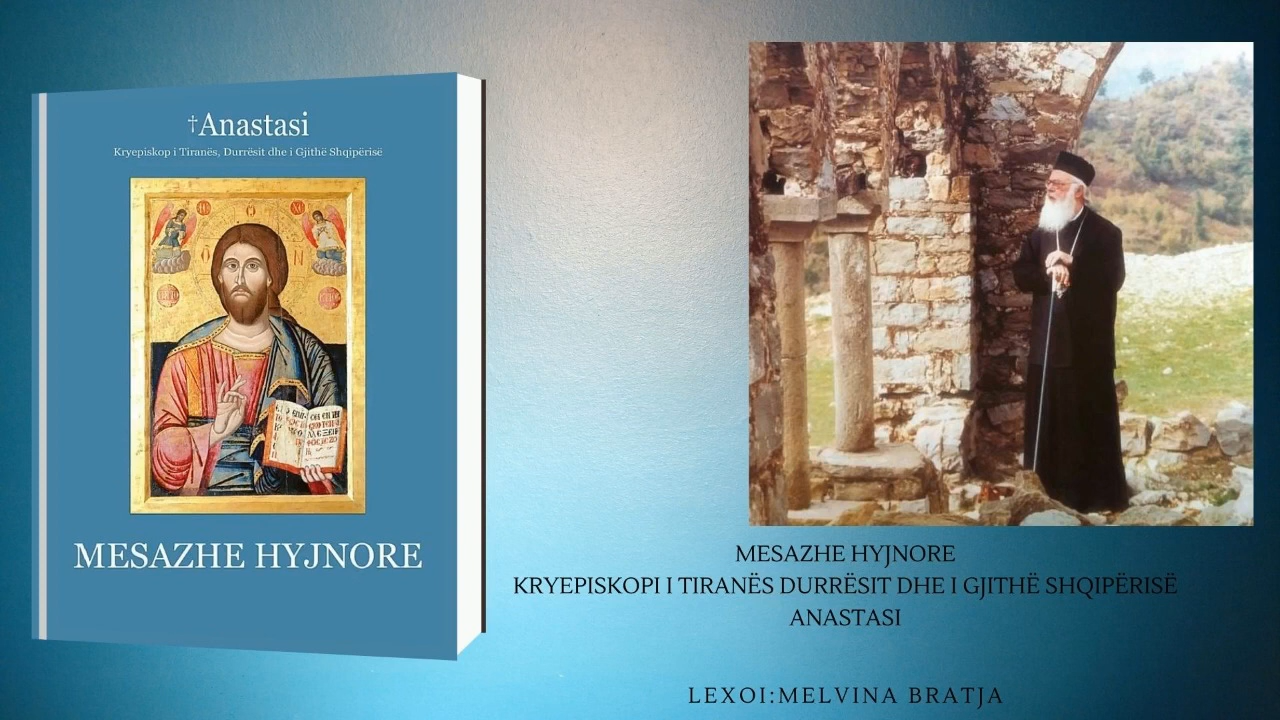 †Anastasi
Kryepiskop i Tiranës, Durrësit dhe i Gjithë Shqipërisë
MESAZHE HYJNORE
MESAZHE HYJNORE
KRYEPISKOPI I TIRANËS DURRËSIT DHE I GJITHË SHQIPËRISË
ANASTASI
LEXOI:MELVINA BRATJA